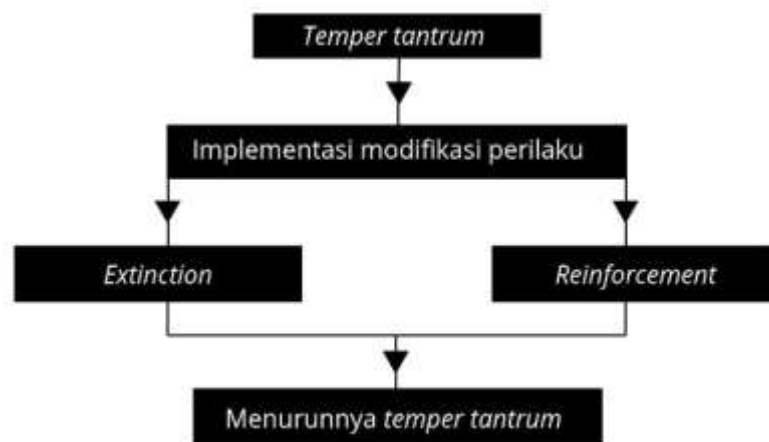 Temper tantrum
Implementasi modifikasi perilaku
Extinction
Reinforcement
Menurunnya temper tantrum